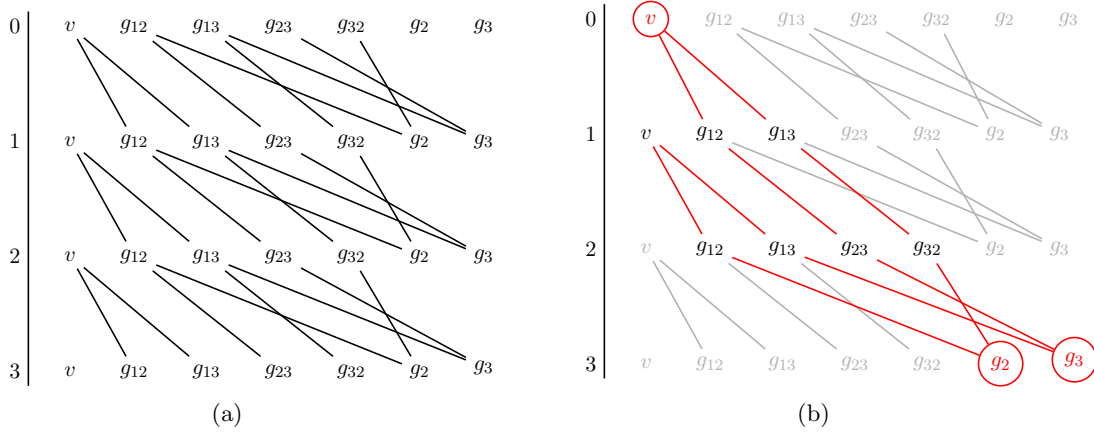 0 v g12 g13 g23 g32 g2 g3
1 v g12 g13 g23 g32 g2 g3
2 v g12 g13 g23 g32 g2 g3
3 v g12 g13 g23 g32 g2 g3
(a)
0 v g12 g13 g23 g32 g2 g3
1 v g12 g13 g23 g32 g2 g3
2 v g12 g13 g23 g32 g2 g3
3 v g12 g13 g23 g32 g2 g3
(b)